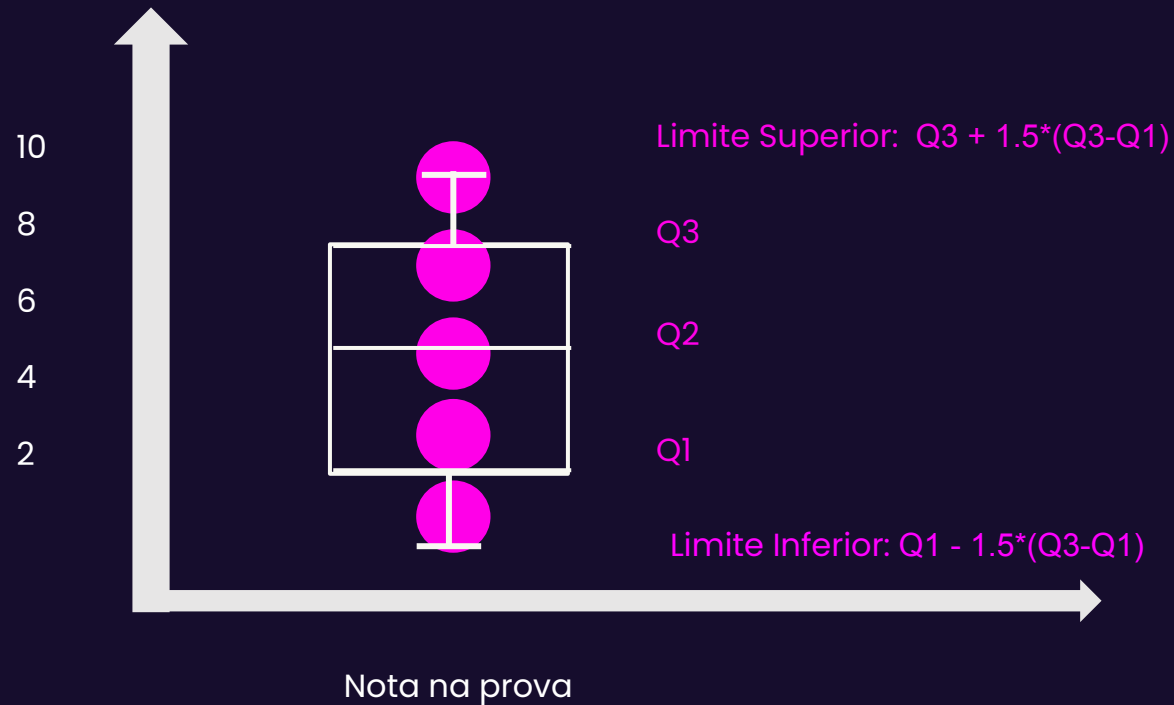 10
Limite Superior: Q3 + 1.5*(Q3-Q1)
8
Q3
6
Q2
4
2
Q1
Limite Inferior: Q1 - 1.5*(Q3-Q1)
Nota na prova